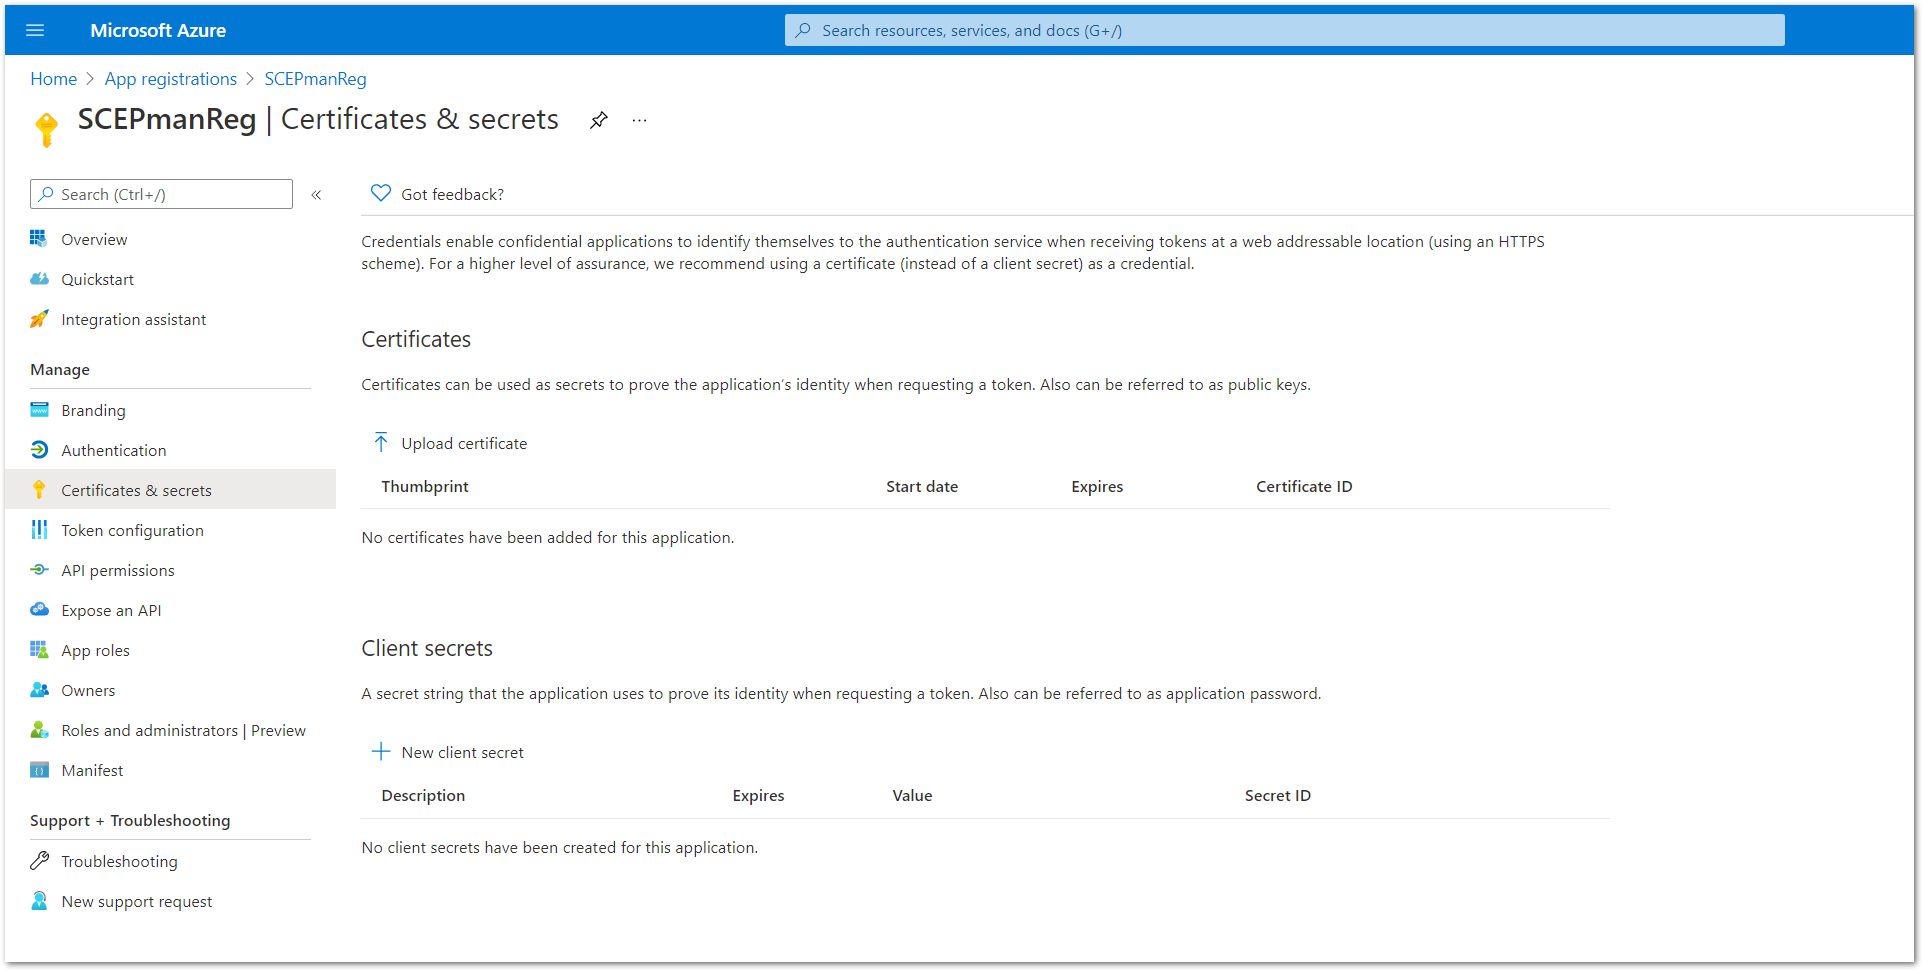 Microsoft Azure
Search resources, services, and docs (G+/)
Home > App registrations > SCEPmanReg
SCEPmanReg | Certificates & secrets
Search (Ctrl+/)
Overview
Quickstart
Integration assistant
Manage
Branding
Authentication
Certificates & secrets
Token configuration
API permissions
Expose an API
App roles
Owners
Roles and administrators | Preview
Manifest
Support + Troubleshooting
Troubleshooting
New support request
Got feedback?
Credentials enable confidential applications to identify themselves to the authentication service when receiving tokens at a web addressable location (using an HTTPS
scheme). For a higher level of assurance, we recommend using a certificate (instead of a client secret) as a credential.
Certificates
Certificates can be used as secrets to prove the application's identity when requesting a token. Also can be referred to as public keys.
Upload certificate
Thumbprint Start date Expires Certificate ID
No certificates have been added for this application.
Client secrets
A secret string that the application uses to prove its identity when requesting a token. Also can be referred to as application password.
New client secret
Description Expires Value Secret ID
No client secrets have been created for this application.